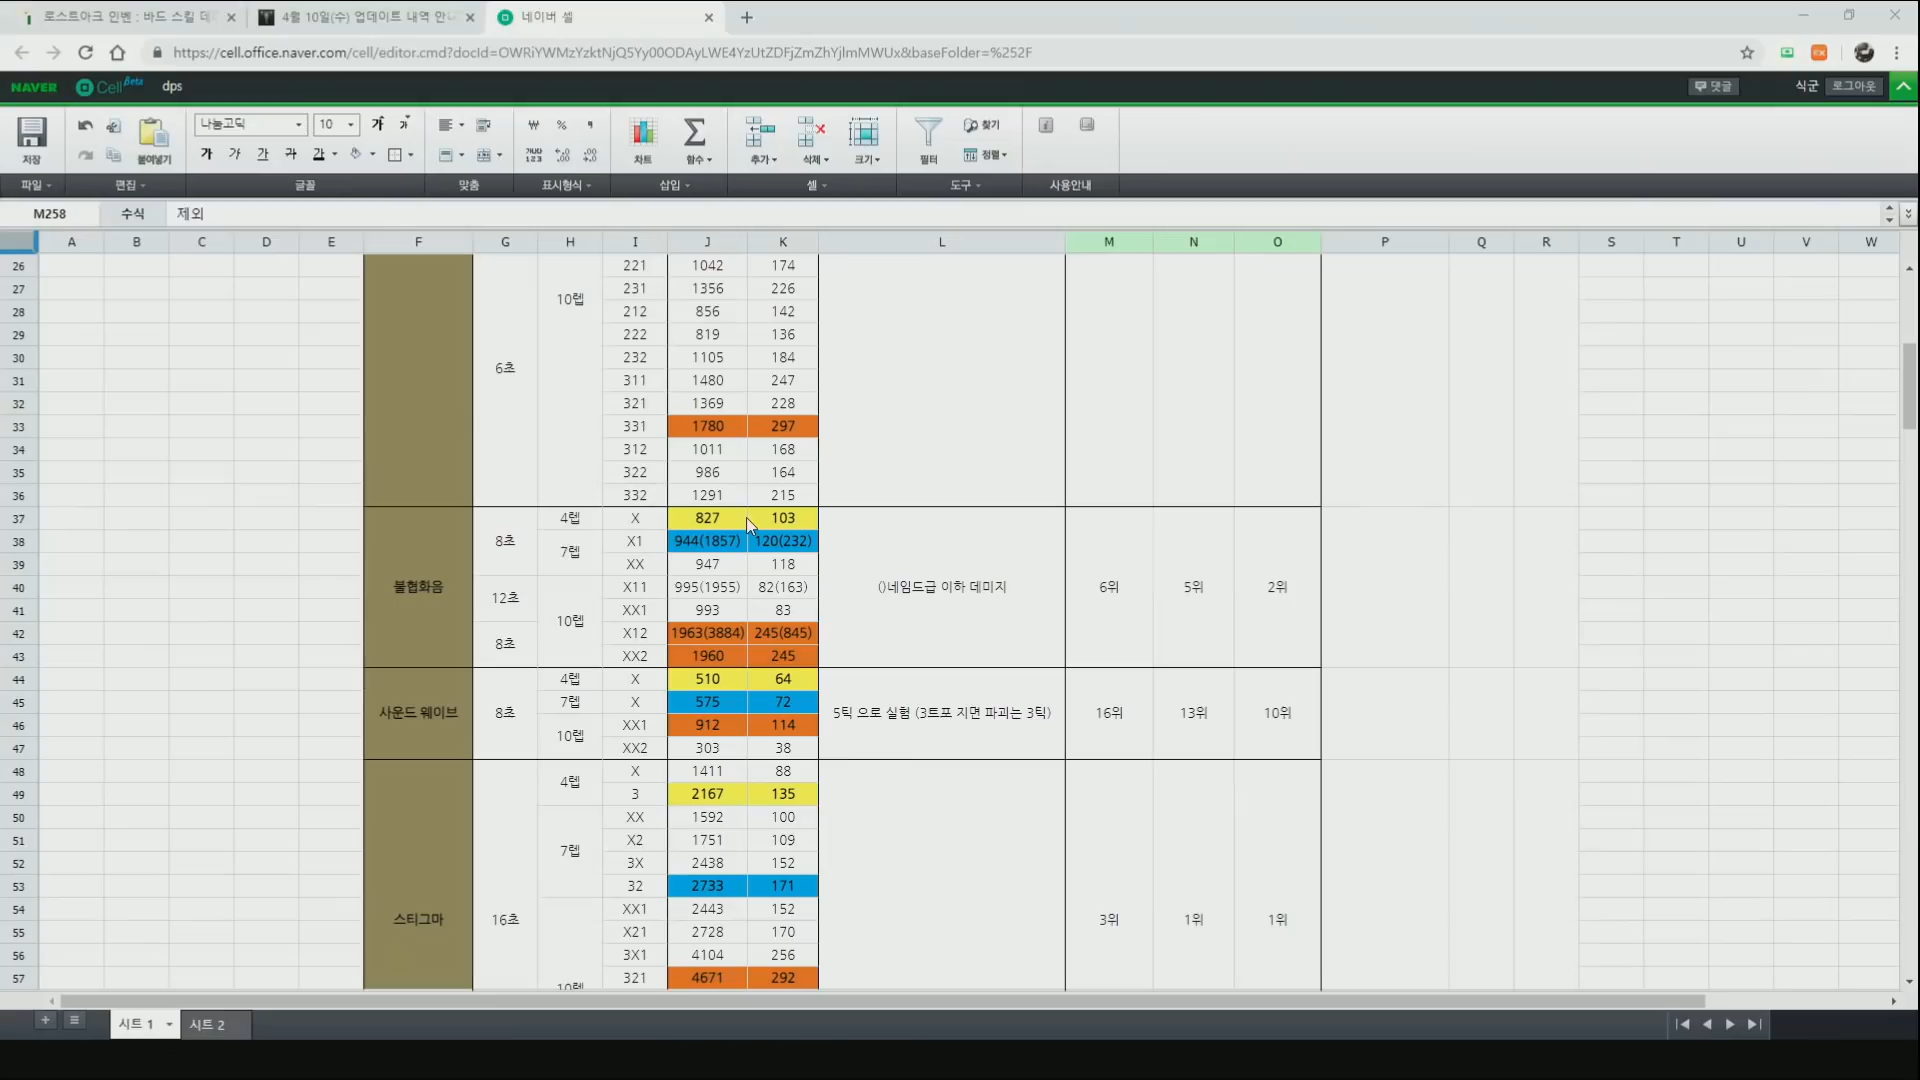 로스트아크 인벤 : 바드 스킬 데
4월 10일(수) 업데이트 내역 안
네이버 셀
https://cell.office.naver.com/cell/editor.cmd?docId=OWRiYWMzYzktNjQ5Yy00ODAyLWE4YzUtZDFjZmZhYjlmMWUx&baseFolder=%252F
NAVER Cell Beta dps 댓글 식군 로그아웃
나눔고딕 10 가 가 ₩ % 찾기
저장 붙여넣기 가 가 가 가 가 차트 함수 추가 삭제 크기 필터 정렬
파일 편집 글꼴 맞춤 표시형식 삽입 셀 도구 사용안내
M258 수식 제외
A B C D E F G H I J K L M N O P Q R S T U V W
26 221 1042 174
27 10렙 231 1356 226
28 212 856 142
29 222 819 136
30 6초 232 1105 184
31 311 1480 247
32 321 1369 228
33 331 1780 297
34 312 1011 168
35 322 986 164
36 332 1291 215
37 4렙 X 827 103
38 8초 7렙 X1 944(1857) 120(232)
39 XX 947 118
40 불협화음 12초 X11 995(1955) 82(163) ()네임드급 이하 데미지 6위 5위 2위
41 10렙 XX1 993 83
42 8초 X12 1963(3884) 245(845)
43 XX2 1960 245
44 4렙 X 510 64
45 사운드 웨이브 8초 7렙 X 575 72 5틱 으로 실험 (3트포 지면 파괴는 3틱) 16위 13위 10위
46 10렙 XX1 912 114
47 XX2 303 38
48 4렙 X 1411 88
49 3 2167 135
50 XX 1592 100
51 7렙 X2 1751 109
52 3X 2438 152
53 32 2733 171
54 스티그마 16초 XX1 2443 152 3위 1위 1위
55 X21 2728 170
56 3X1 4104 256
57 10렙 321 4671 292
시트 1 시트 2